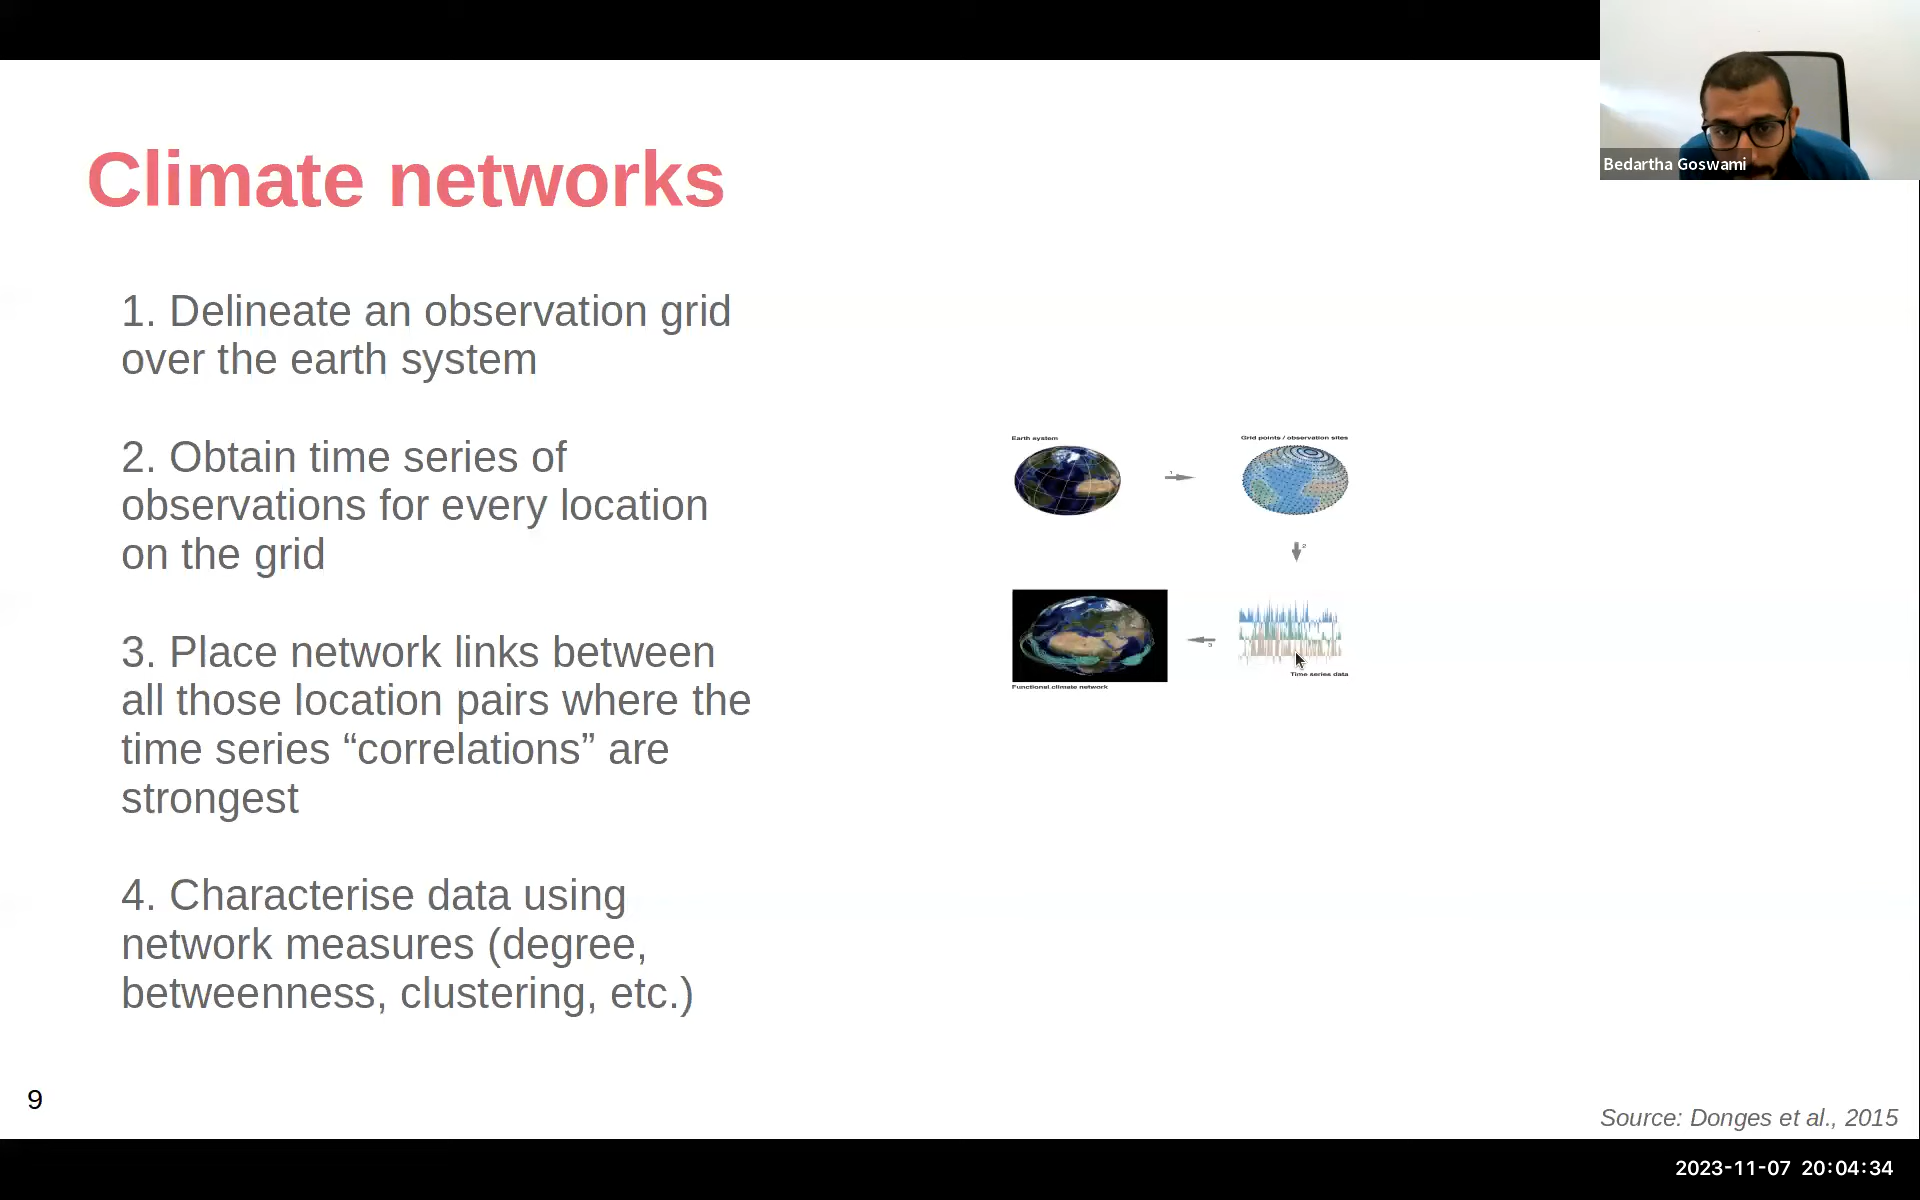 Bedartha Goswami
Climate networks
1. Delineate an observation grid
over the earth system
2. Obtain time series of
observations for every location
on the grid
3. Place network links between
all those location pairs where the
time series “correlations” are
strongest
4. Characterise data using
network measures (degree,
betweenness, clustering, etc.)
Earth system
1
Grid points / observation sites
2
3
Time series data
Functional climate network
9
Source: Donges et al., 2015
2023-11-07 20:04:34